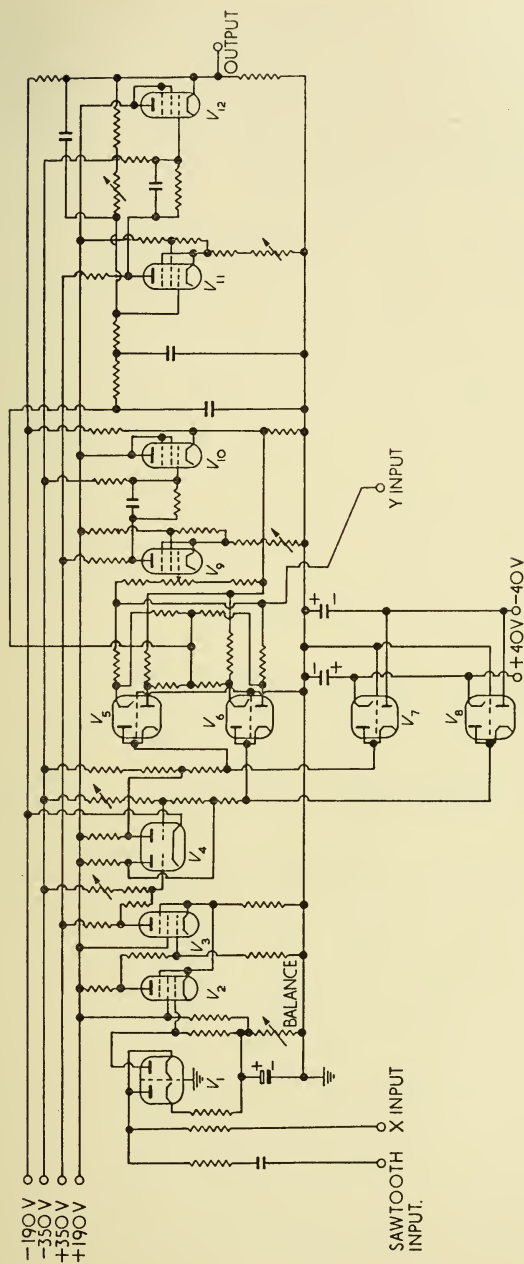 −190 V
−350 V
+350 V
+190 V
SAWTOOTH
INPUT.
X INPUT
V1
BALANCE
V2
V3
V4
V5
V6
V7
V8
− +
+ −
+40V
−40V
Y INPUT
V9
V10
V11
V12
OUTPUT
+ −